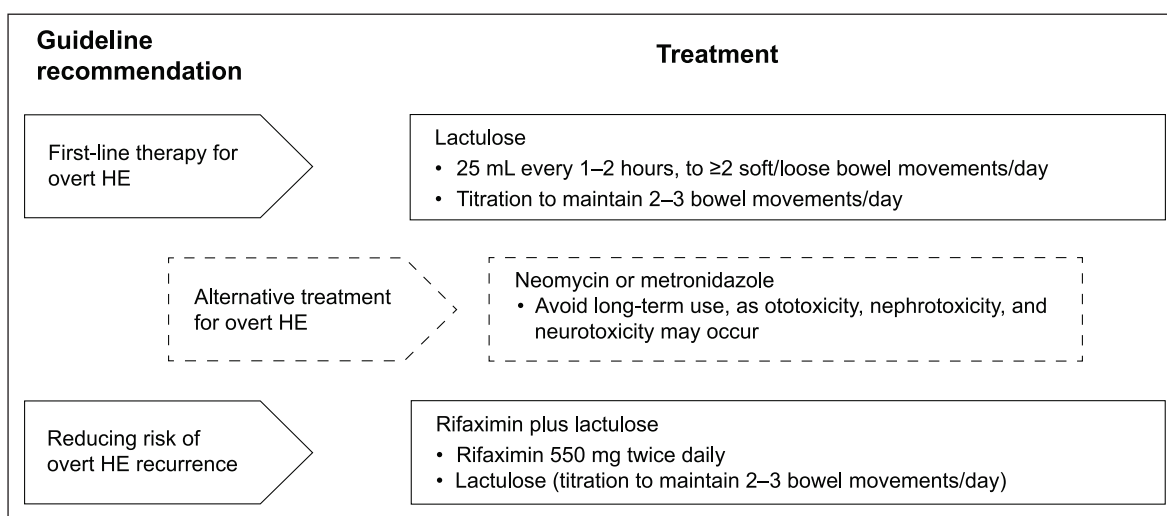 Guideline
recommendation
Treatment
First-line therapy for
overt HE
Lactulose
• 25 mL every 1–2 hours, to ≥2 soft/loose bowel movements/day
• Titration to maintain 2–3 bowel movements/day
Alternative treatment
for overt HE
Neomycin or metronidazole
• Avoid long-term use, as ototoxicity, nephrotoxicity, and
neurotoxicity may occur
Reducing risk of
overt HE recurrence
Rifaximin plus lactulose
• Rifaximin 550 mg twice daily
• Lactulose (titration to maintain 2–3 bowel movements/day)